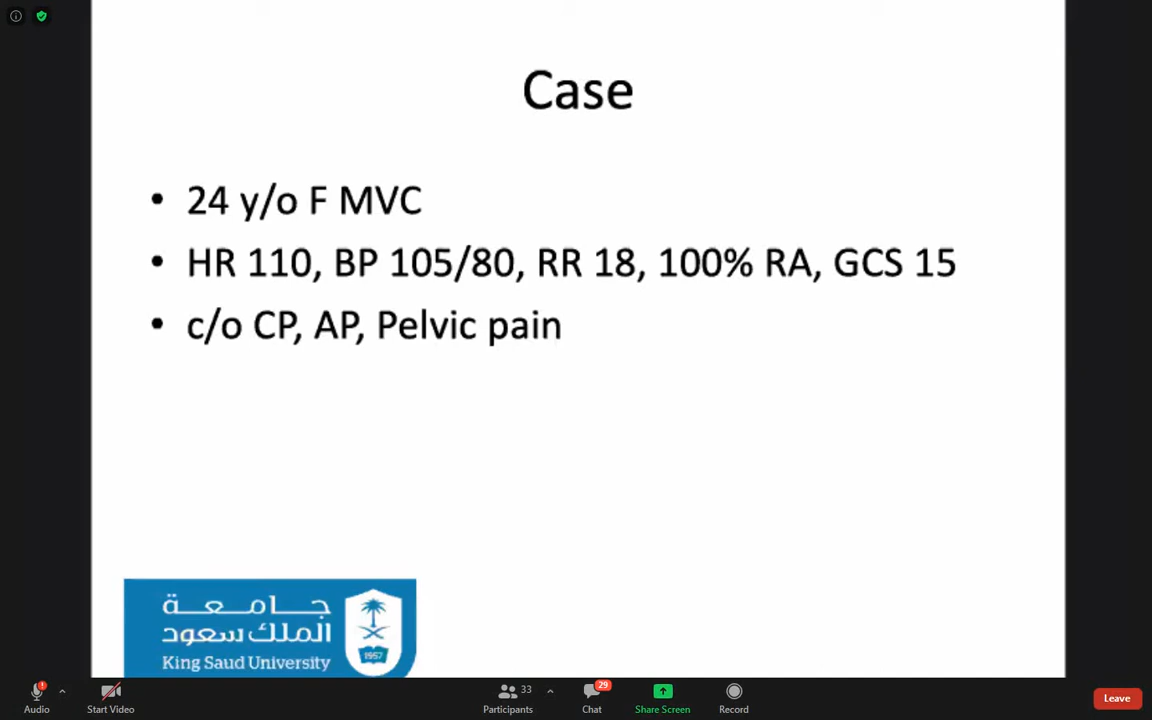 Case
• 24 y/o F MVC
• HR 110, BP 105/80, RR 18, 100% RA, GCS 15
• c/o CP, AP, Pelvic pain
جامعة
الملك سعود
King Saud University
1957
Audio
Start Video
33
Participants
29
Chat
Share Screen
Record
Leave